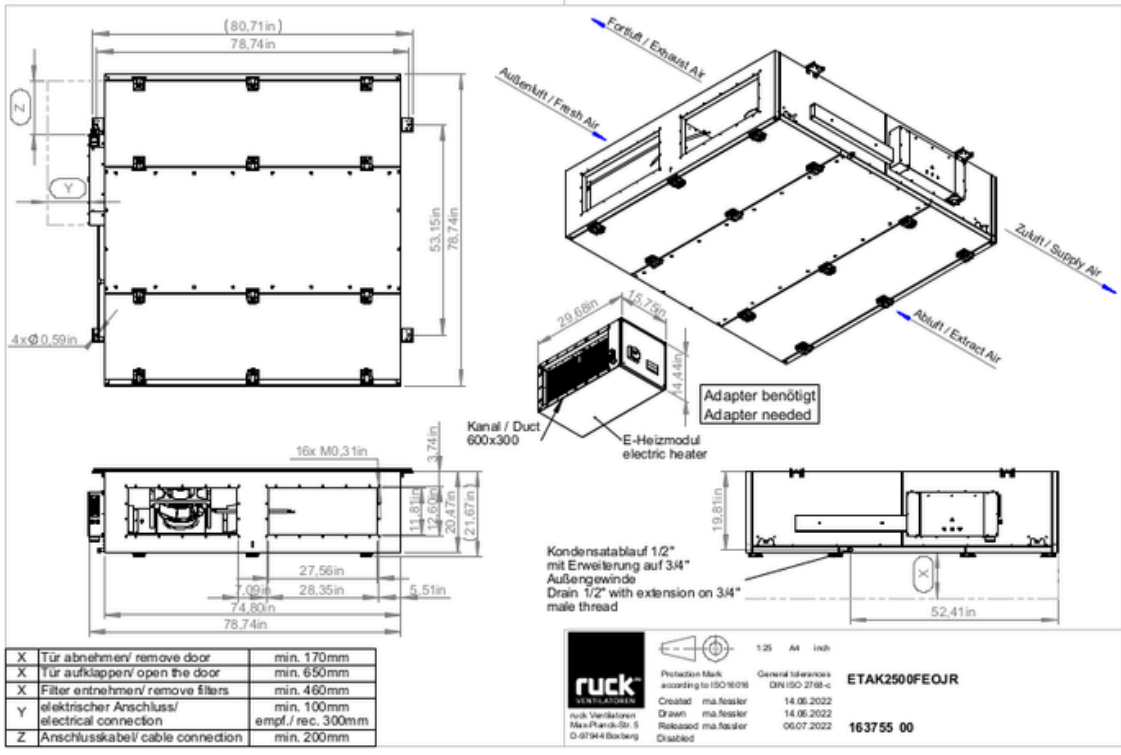 (80,71in)
78,74in
Z
Y
53,15in
78,74in
4xØ0,59in
Fortluft / Exhaust Air
Außenluft / Fresh Air
Zuluft / Supply Air
Abluft / Extract Air
29,68in
15,75in
14,44in
Adapter benötigt
Adapter needed
Kanal / Duct
600x300
E-Heizmodul
electric heater
16x M0,31in
3,74in
11,81in
12,60in
20,47in
(21,67in)
27,56in
7,09in
28,35in
5,51in
74,80in
78,74in
19,81in
X
52,41in
Kondensatablauf 1/2"
mit Erweiterung auf 3/4"
Außengewinde
Drain 1/2" with extension on 3/4"
male thread
X Tür abnehmen/ remove door min. 170mm
X Tür aufklappen/ open the door min. 650mm
X Filter entnehmen/ remove filters min. 460mm
Y elektrischer Anschluss/ electrical connection min. 100mm empf./ rec. 300mm
Z Anschlusskabel/ cable connection min. 200mm
ruck
VENTILATOREN
ruck Ventilatoren
Max-Planck-Str. 5
D-97944 Boxberg
1:25 A4 inch
Protection Mark
according to ISO16016
General tolerances
DIN ISO 2768-c
Created ma.fessler 14.06.2022
Drawn ma.fessler 14.06.2022
Released ma.fessler 06.07.2022
Disabled
ETAK2500FEOJR
163755 00